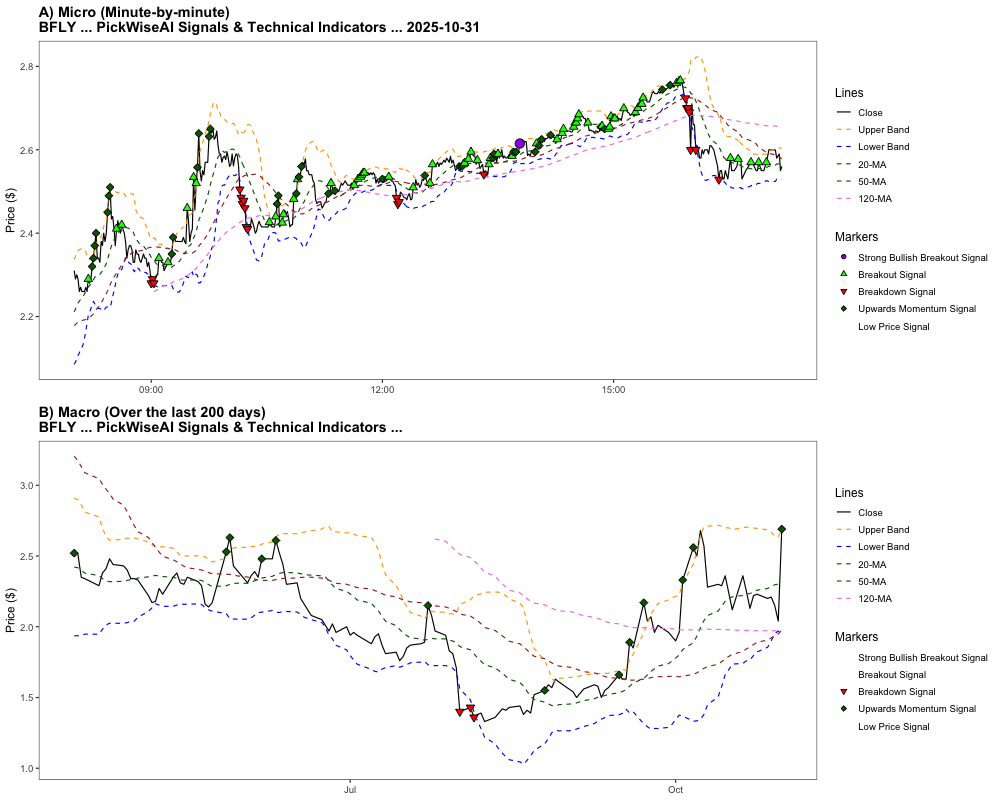 A) Micro (Minute-by-minute)
BFLY ... PickWiseAI Signals & Technical Indicators ... 2025-10-31
Price ($)
2.8
2.6
2.4
2.2
09:00
12:00
15:00
Lines
Close
Upper Band
Lower Band
20-MA
50-MA
120-MA
Markers
Strong Bullish Breakout Signal
Breakout Signal
Breakdown Signal
Upwards Momentum Signal
Low Price Signal
B) Macro (Over the last 200 days)
BFLY ... PickWiseAI Signals & Technical Indicators ...
Price ($)
3.0
2.5
2.0
1.5
1.0
Jul
Oct
Lines
Close
Upper Band
Lower Band
20-MA
50-MA
120-MA
Markers
Strong Bullish Breakout Signal
Breakout Signal
Breakdown Signal
Upwards Momentum Signal
Low Price Signal